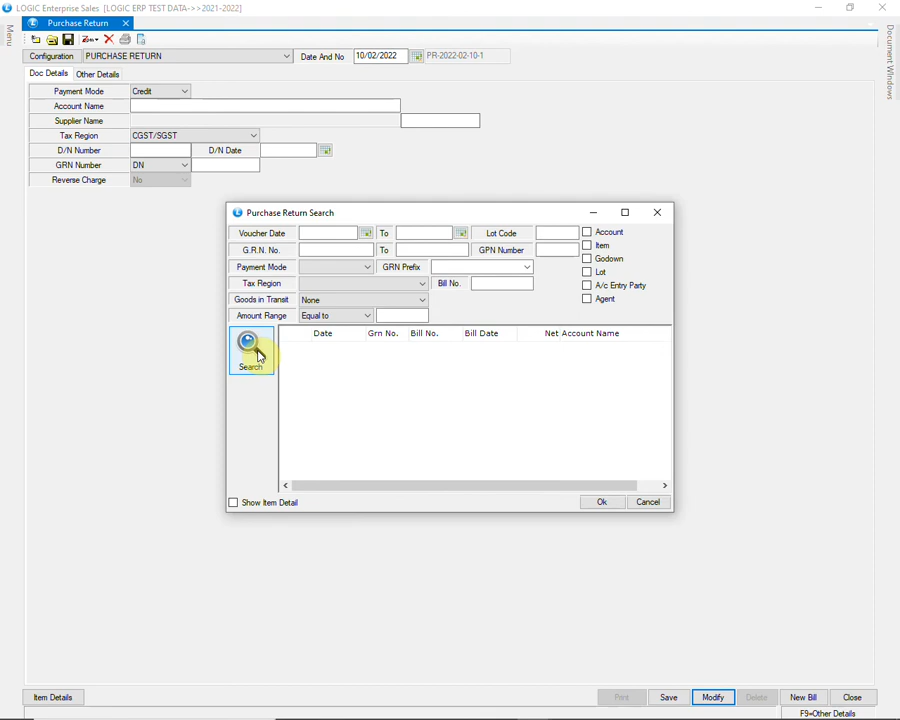 LOGIC Enterprise Sales [LOGIC ERP TEST DATA->>2021-2022]
Menu
Purchase Return
Document Windows
Configuration PURCHASE RETURN Date And No 10/02/2022 PR-2022-02-10-1
Doc Details Other Details
Payment Mode Credit
Account Name
Supplier Name
Tax Region CGST/SGST
D/N Number D/N Date
GRN Number DN
Reverse Charge No
Purchase Return Search
Voucher Date To Lot Code Account
Item
G.R.N. No. To GPN Number
Godown
Payment Mode GRN Prefix
Lot
Tax Region Bill No. A/c Entry Party
Goods in Transit None Agent
Amount Range Equal to
Date Grn No. Bill No. Bill Date Net Account Name
Search
Show Item Detail Ok Cancel
Item Details Print Save Modify Delete New Bill Close
F9=Other Details